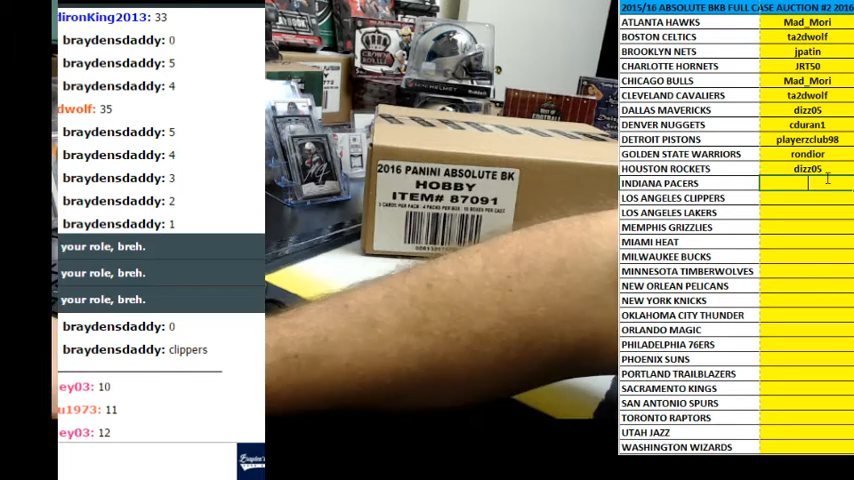 dironKing2013: 33
braydensdaddy: 0
braydensdaddy: 5
braydensdaddy: 4
dwolf: 35
braydensdaddy: 5
braydensdaddy: 4
braydensdaddy: 3
braydensdaddy: 2
braydensdaddy: 1
your role, breh.
your role, breh.
your role, breh.
braydensdaddy: 0
braydensdaddy: clippers
ey03: 10
u1973: 11
ey03: 12
CROWN
ROYALE
2016 PANINI ABSOLUTE BK
HOBBY
ITEM# 87091
2015/16 ABSOLUTE BKB FULL CASE AUCTION #2 2016
ATLANTA HAWKS Mad_Mori
BOSTON CELTICS ta2dwolf
BROOKLYN NETS jpatin
CHARLOTTE HORNETS JRT50
CHICAGO BULLS Mad_Mori
CLEVELAND CAVALIERS ta2dwolf
DALLAS MAVERICKS dizz05
DENVER NUGGETS cduran1
DETROIT PISTONS playerzclub98
GOLDEN STATE WARRIORS rondior
HOUSTON ROCKETS dizz05
INDIANA PACERS
LOS ANGELES CLIPPERS
LOS ANGELES LAKERS
MEMPHIS GRIZZLIES
MIAMI HEAT
MILWAUKEE BUCKS
MINNESOTA TIMBERWOLVES
NEW ORLEAN PELICANS
NEW YORK KNICKS
OKLAHOMA CITY THUNDER
ORLANDO MAGIC
PHILADELPHIA 76ERS
PHOENIX SUNS
PORTLAND TRAILBLAZERS
SACRAMENTO KINGS
SAN ANTONIO SPURS
TORONTO RAPTORS
UTAH JAZZ
WASHINGTON WIZARDS